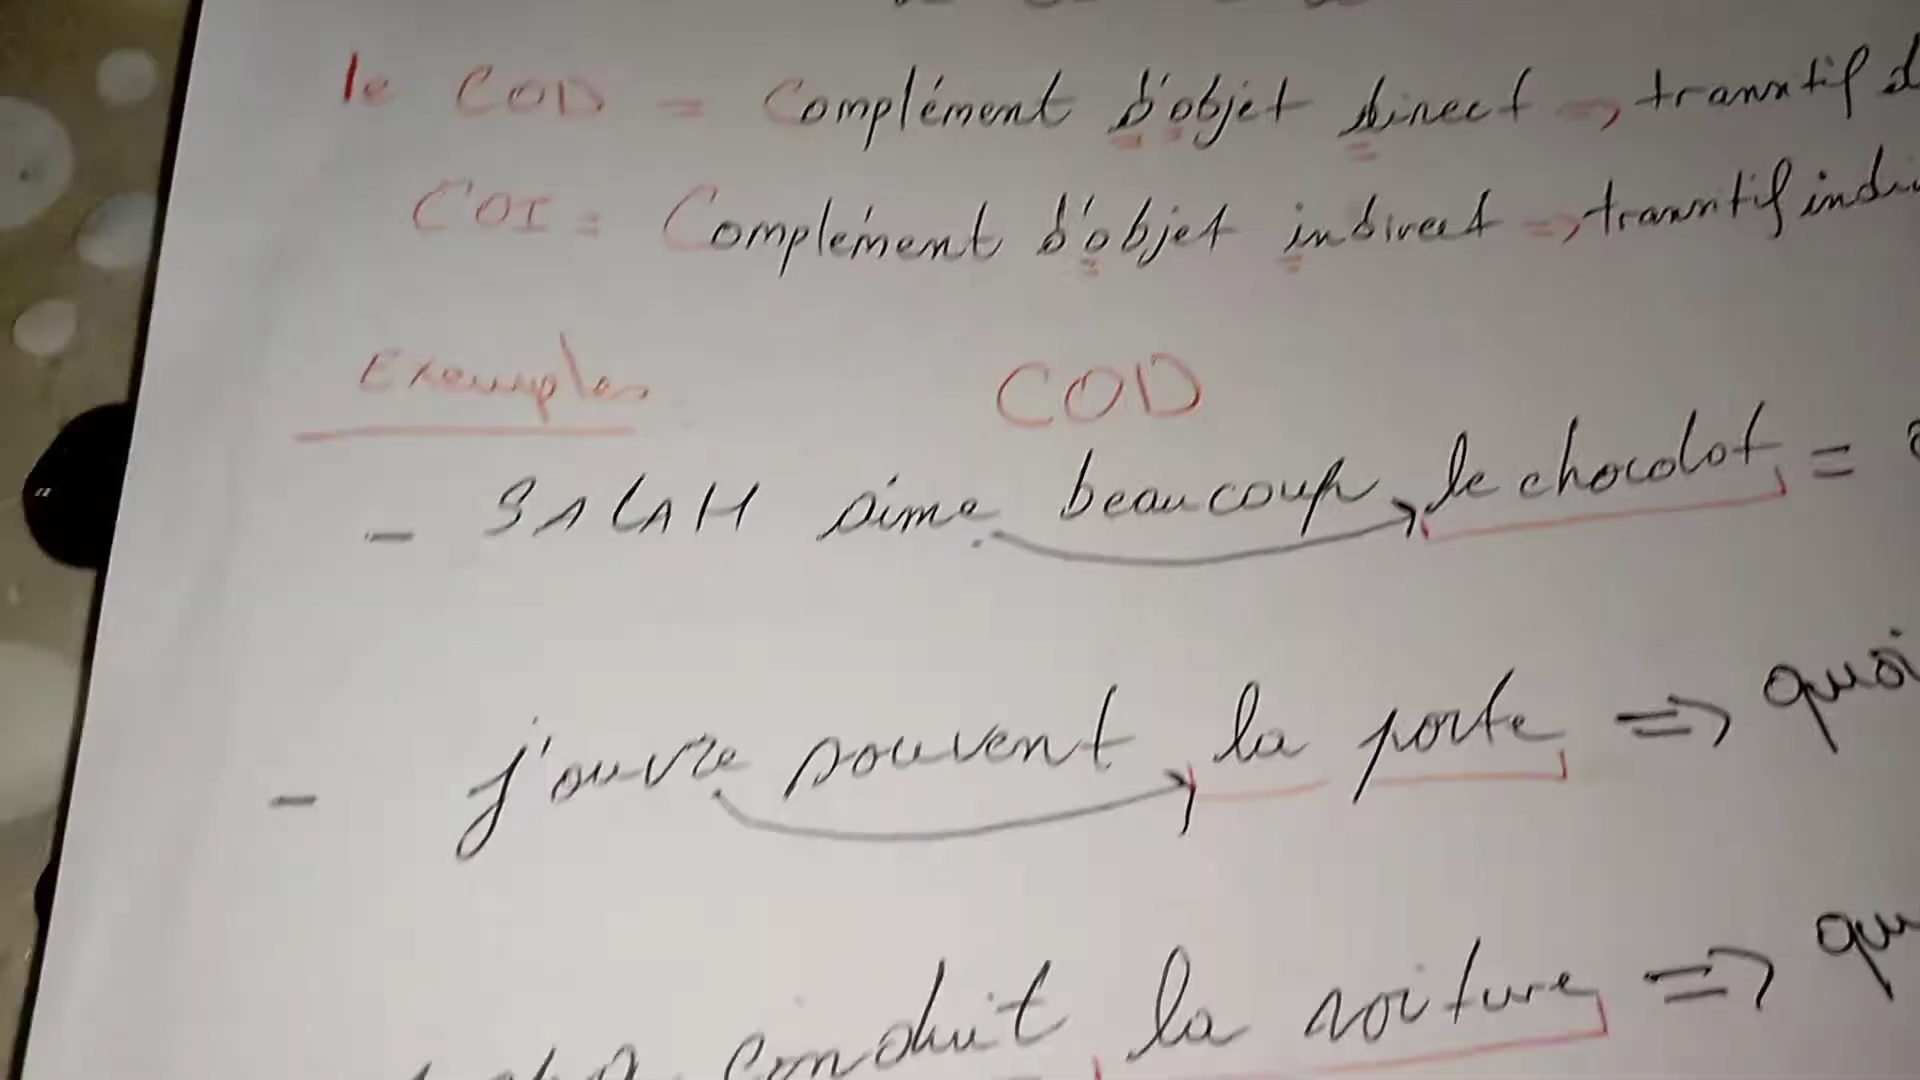 le COD = Complément d'objet direct => transitif d
COI = Complément d'objet indirect => transitif indi
Exemples COD
- SALAH aime beaucoup le chocolat =
- j'ouvre souvent la porte => quoi
conduit la voiture => qu